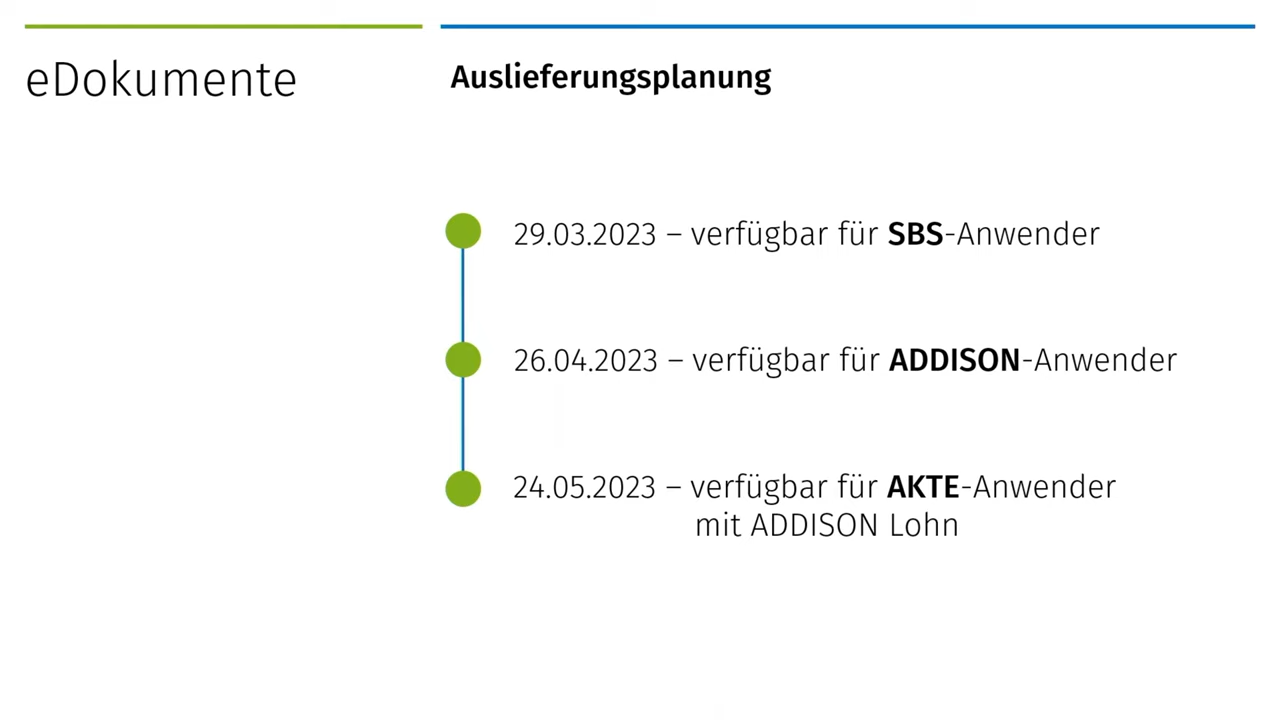 eDokumente
Auslieferungsplanung
29.03.2023 – verfügbar für SBS-Anwender
26.04.2023 – verfügbar für ADDISON-Anwender
24.05.2023 – verfügbar für AKTE-Anwender
mit ADDISON Lohn